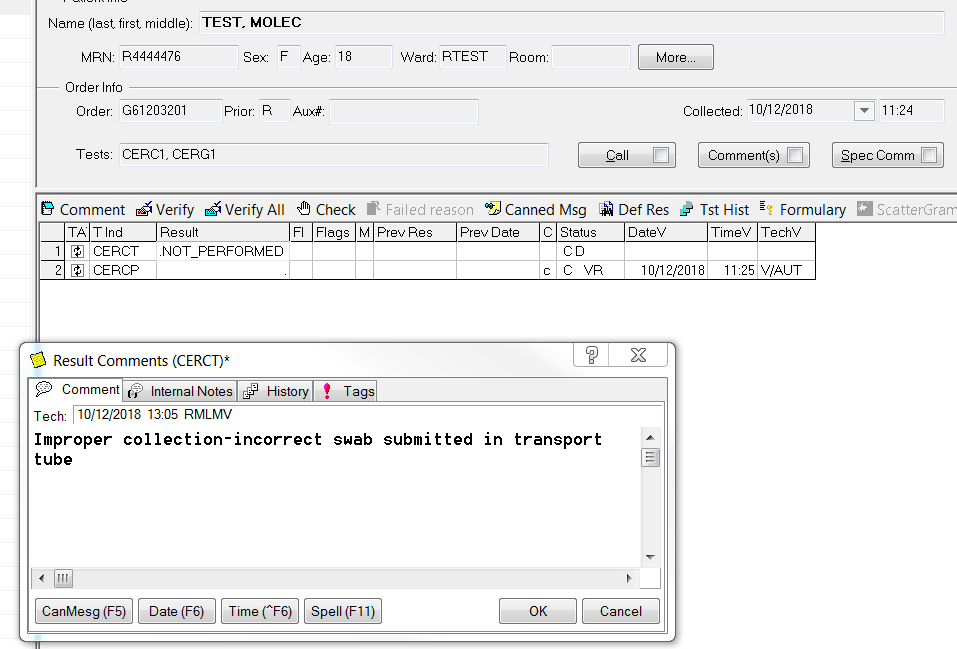 Name (last, first, middle): TEST, MOLEC
MRN: R4444476 Sex: F Age: 18 Ward: RTEST Room: More...
Order Info
Order: G61203201 Prior: R Aux#: Collected: 10/12/2018 11:24
Tests: CERC1, CERG1 Call Comment(s) Spec Comm
Comment Verify Verify All Check Failed reason Canned Msg Def Res Tst Hist Formulary ScatterGram
TA T Ind Result Fl Flags M Prev Res Prev Date C Status DateV TimeV TechV
1 CERCT .NOT_PERFORMED C D
2 CERCP . c C VR 10/12/2018 11:25 V/AUT
Result Comments (CERCT)*
Comment Internal Notes History Tags
Tech: 10/12/2018 13:05 RMLMV
Improper collection-incorrect swab submitted in transport
tube
CanMesg (F5) Date (F6) Time (^F6) Spell (F11) OK Cancel